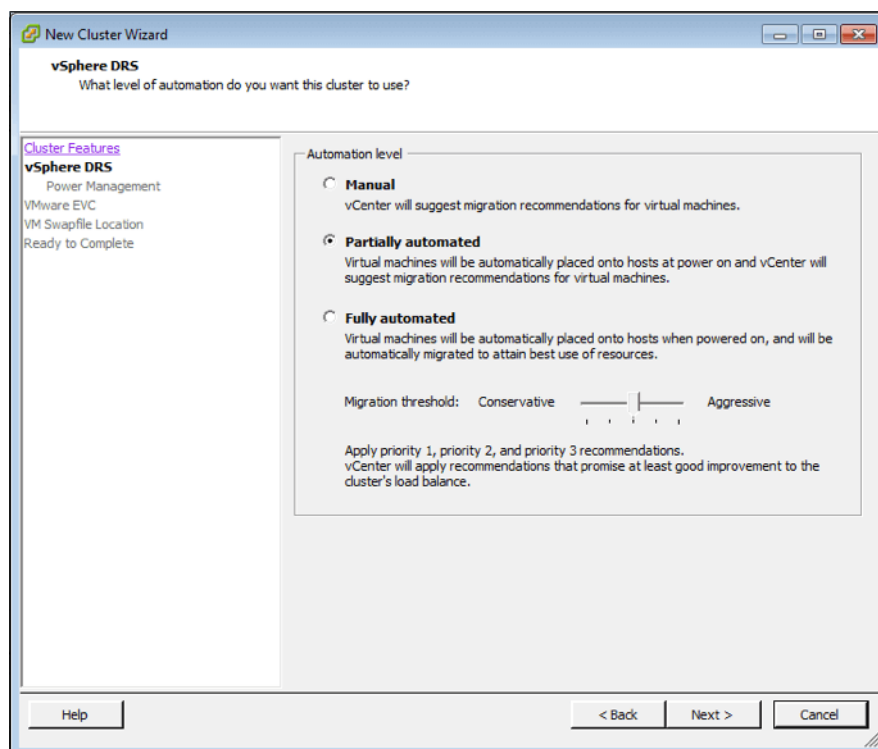 New Cluster Wizard
vSphere DRS
What level of automation do you want this cluster to use?
Cluster Features
vSphere DRS
Power Management
VMware EVC
VM Swapfile Location
Ready to Complete
Automation level
Manual
vCenter will suggest migration recommendations for virtual machines.
Partially automated
Virtual machines will be automatically placed onto hosts at power on and vCenter will
suggest migration recommendations for virtual machines.
Fully automated
Virtual machines will be automatically placed onto hosts when powered on, and will be
automatically migrated to attain best use of resources.
Migration threshold: Conservative Aggressive
Apply priority 1, priority 2, and priority 3 recommendations.
vCenter will apply recommendations that promise at least good improvement to the
cluster's load balance.
Help < Back Next > Cancel